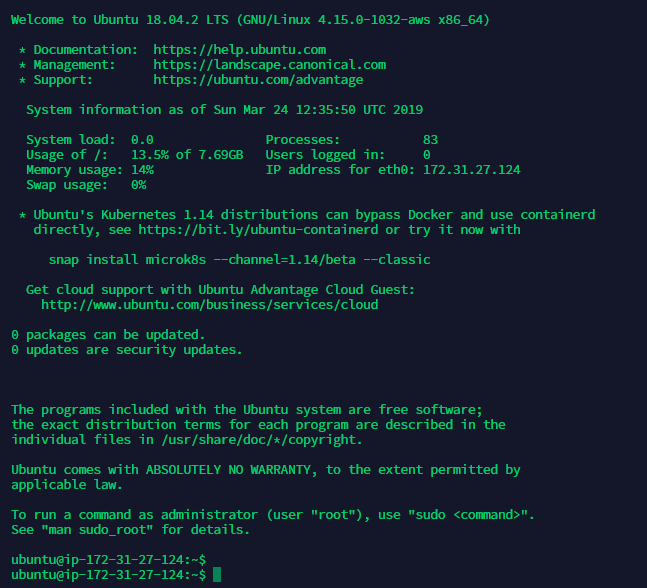 Welcome to Ubuntu 18.04.2 LTS (GNU/Linux 4.15.0-1032-aws x86_64)
* Documentation:  https://help.ubuntu.com
* Management:     https://landscape.canonical.com
* Support:        https://ubuntu.com/advantage
System information as of Sun Mar 24 12:35:50 UTC 2019
System load:  0.0               Processes:           83
Usage of /:   13.5% of 7.69GB   Users logged in:     0
Memory usage: 14%               IP address for eth0: 172.31.27.124
Swap usage:   0%
* Ubuntu's Kubernetes 1.14 distributions can bypass Docker and use containerd
directly, see https://bit.ly/ubuntu-containerd or try it now with
snap install microk8s --channel=1.14/beta --classic
Get cloud support with Ubuntu Advantage Cloud Guest:
http://www.ubuntu.com/business/services/cloud
0 packages can be updated.
0 updates are security updates.
The programs included with the Ubuntu system are free software;
the exact distribution terms for each program are described in the
individual files in /usr/share/doc/*/copyright.
Ubuntu comes with ABSOLUTELY NO WARRANTY, to the extent permitted by
applicable law.
To run a command as administrator (user "root"), use "sudo <command>".
See "man sudo_root" for details.
ubuntu@ip-172-31-27-124:~$
ubuntu@ip-172-31-27-124:~$